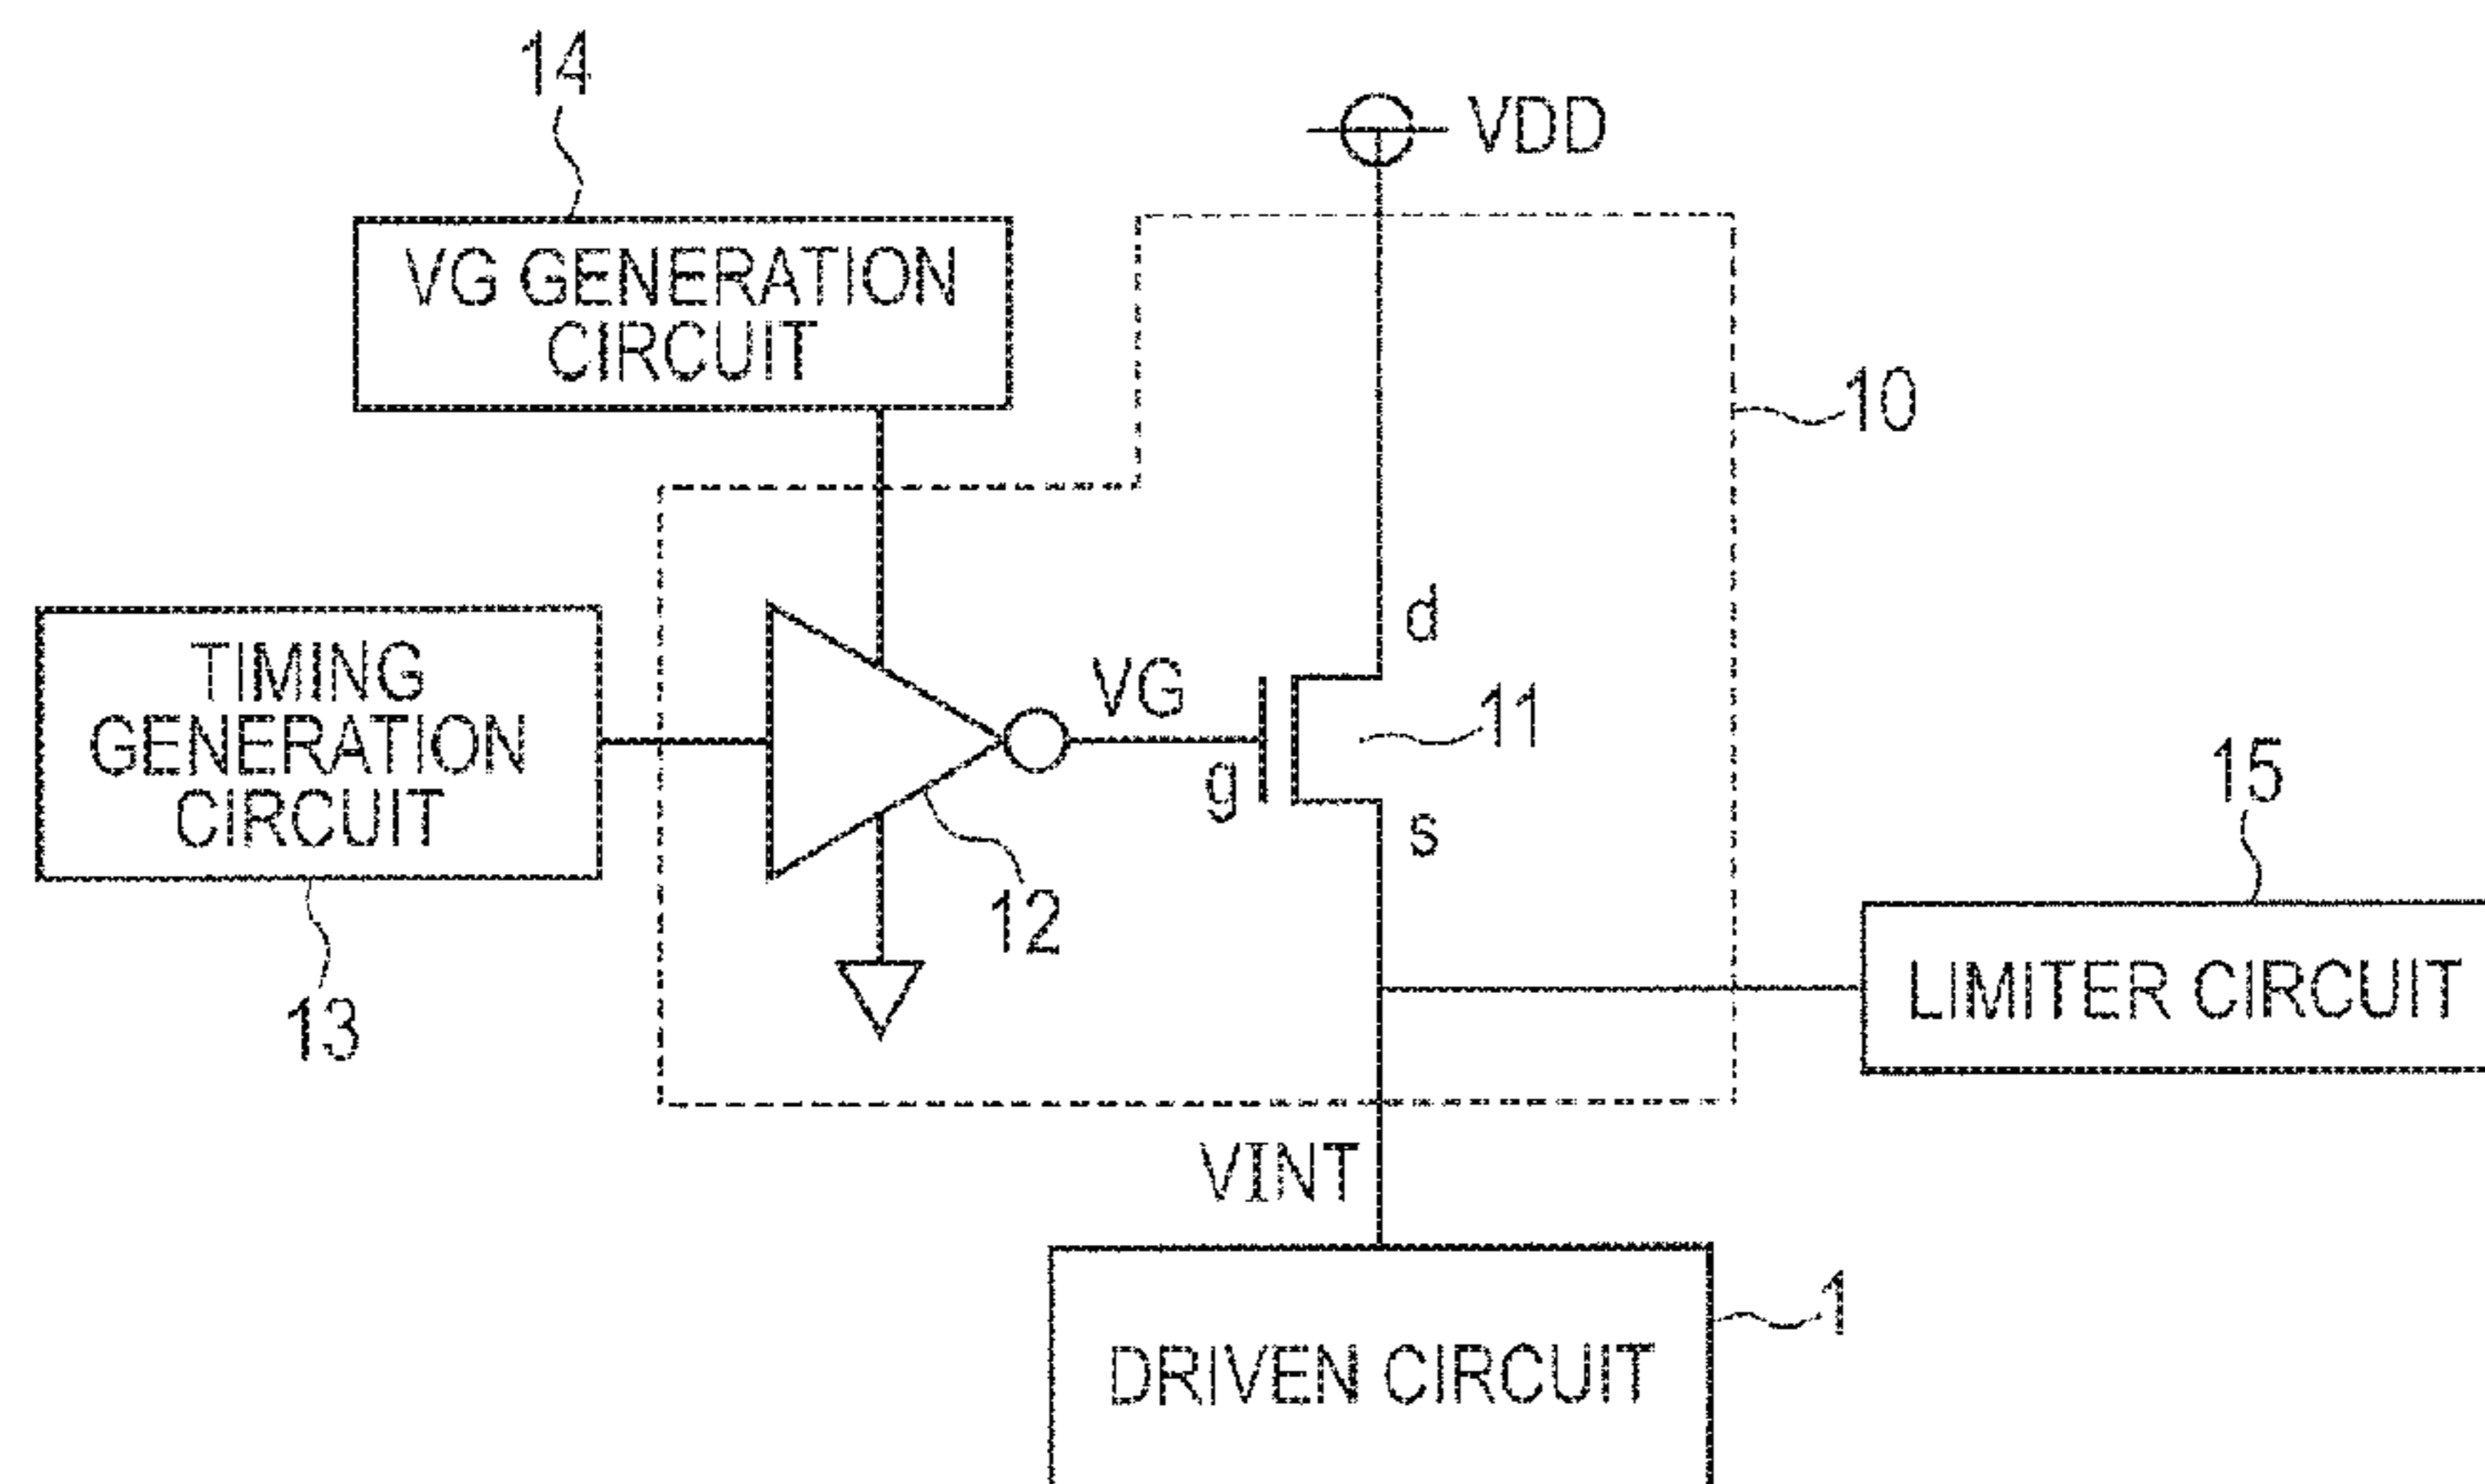 14
VDD
VG GENERATION
CIRCUIT
10
d
TIMING
GENERATION
CIRCUIT
VG
g
11
s
15
12
13
LIMITER CIRCUIT
VINT
1
DRIVEN CIRCUIT